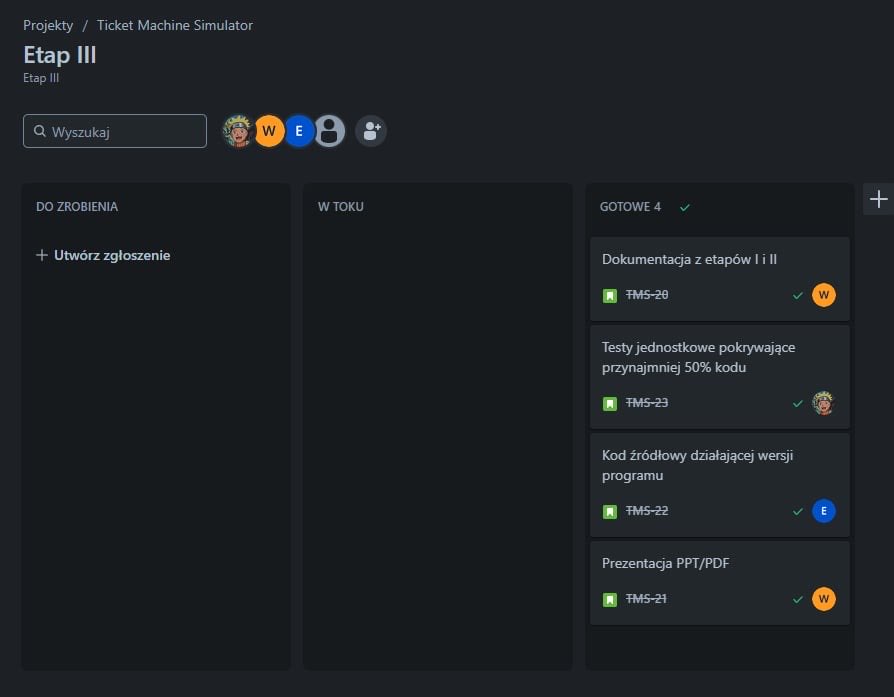 Projekty / Ticket Machine Simulator
Etap III
Etap III
Wyszukaj
W
E
DO ZROBIENIA
+ Utwórz zgłoszenie
W TOKU
GOTOWE 4
Dokumentacja z etapów I i II
TMS-20
W
Testy jednostkowe pokrywające
przynajmniej 50% kodu
TMS-23
Kod źródłowy działającej wersji
programu
TMS-22
E
Prezentacja PPT/PDF
TMS-21
W